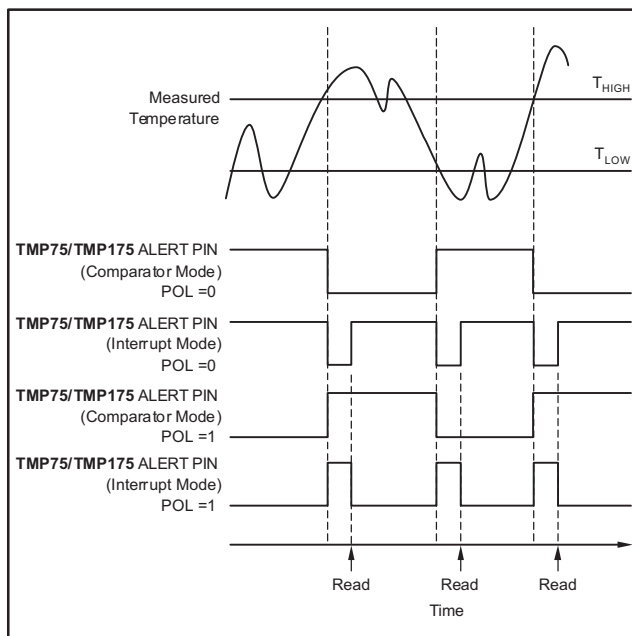 T_HIGH
Measured
Temperature
T_LOW
TMP75/TMP175 ALERT PIN
(Comparator Mode)
POL =0
TMP75/TMP175 ALERT PIN
(Interrupt Mode)
POL =0
TMP75/TMP175 ALERT PIN
(Comparator Mode)
POL =1
TMP75/TMP175 ALERT PIN
(Interrupt Mode)
POL =1
Read Read Read
Time